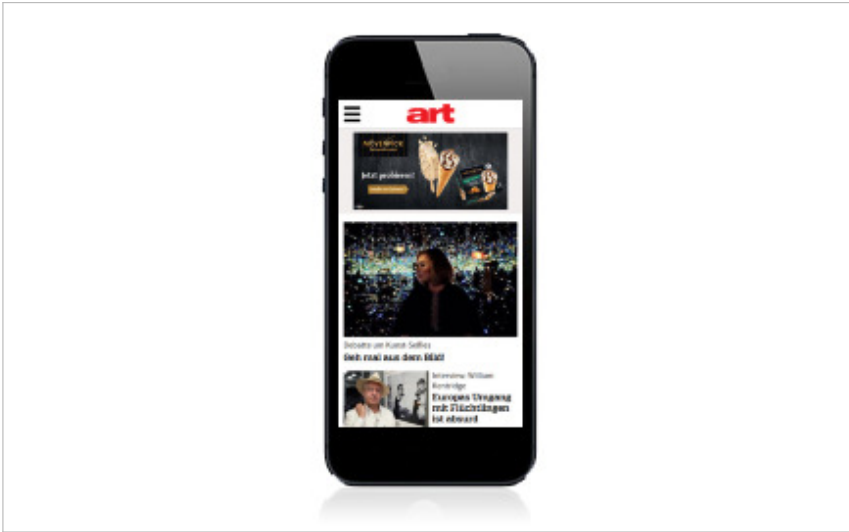 art
MÖVENPICK
Jetzt probieren!
Debatte um Kunst-Selfies
Geh mal aus dem Bild!
Interview William
Kentridge
Europas Umgang
mit Flüchtlingen
ist absurd